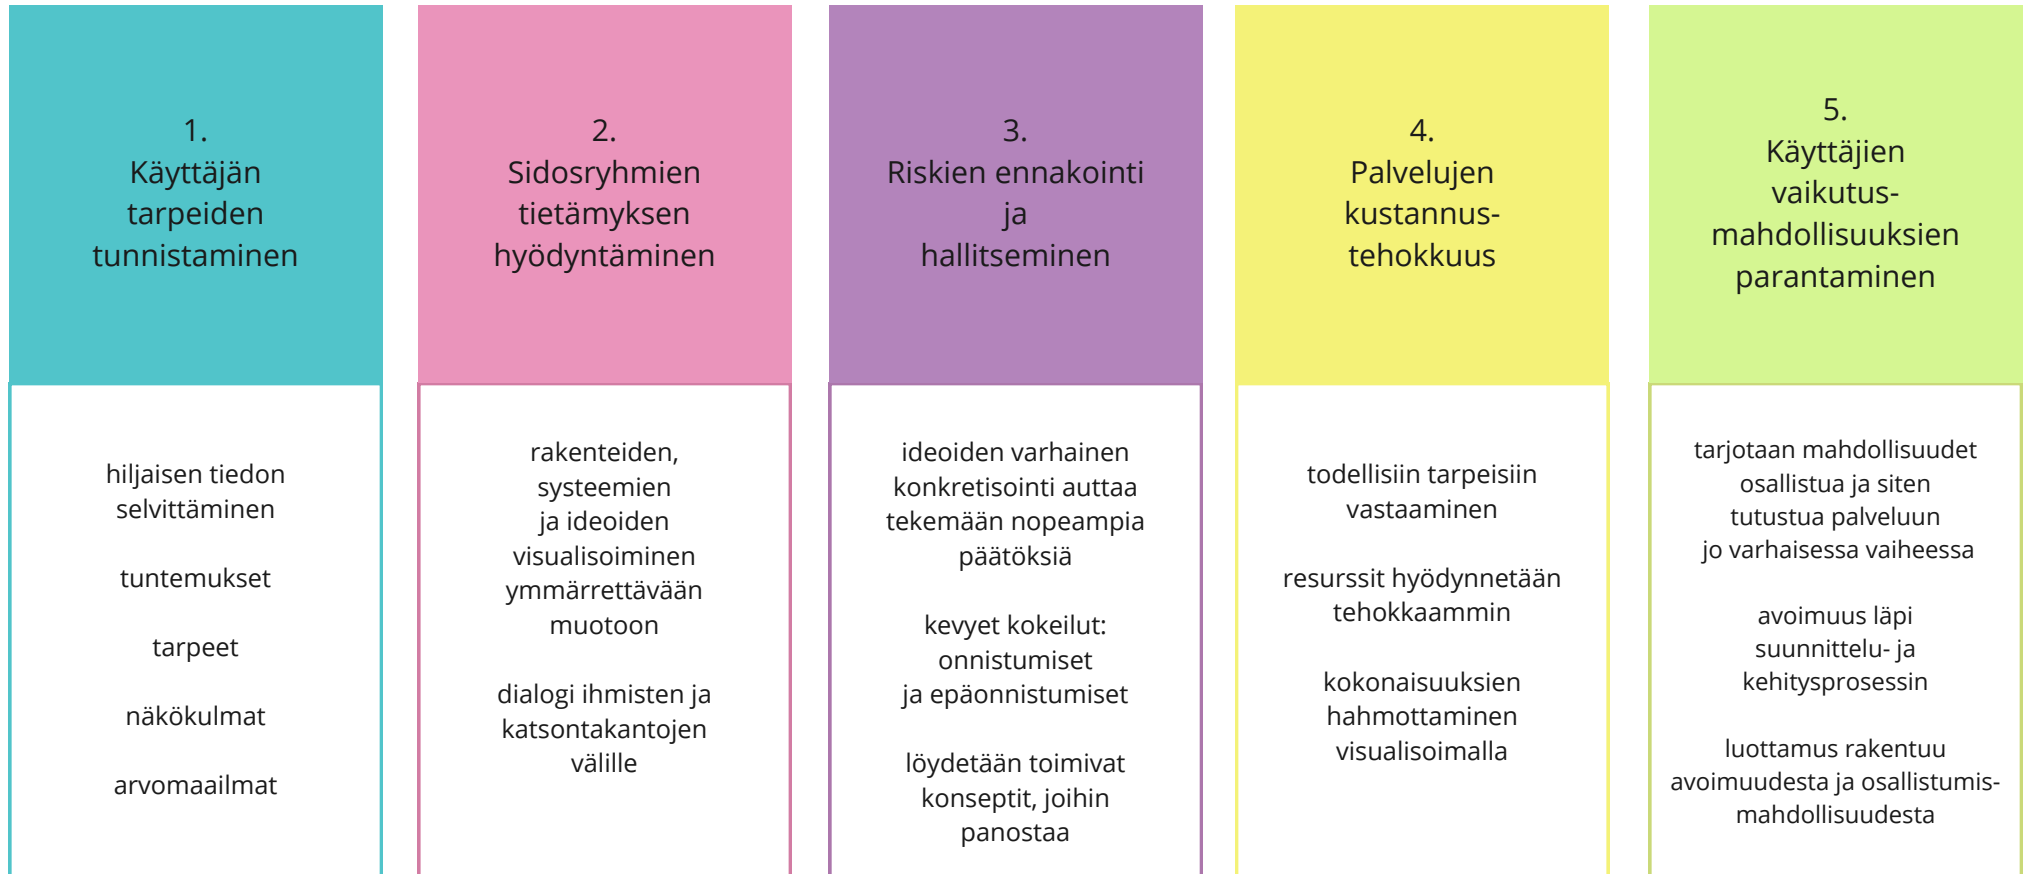 1.
Käyttäjän
tarpeiden
tunnistaminen
hiljaisen tiedon
selvittäminen
tuntemukset
tarpeet
näkökulmat
arvomaailmat
2.
Sidosryhmien
tietämyksen
hyödyntäminen
rakenteiden,
systeemien
ja ideoiden
visualisoiminen
ymmärrettävään
muotoon
dialogi ihmisten ja
katsontakantojen
välille
3.
Riskien ennakointi
ja
hallitseminen
ideoiden varhainen
konkretisointi auttaa
tekemään nopeampia
päätöksiä
kevyet kokeilut:
onnistumiset
ja epäonnistumiset
löydetään toimivat
konseptit, joihin
panostaa
4.
Palvelujen
kustannus-
tehokkuus
todellisiin tarpeisiin
vastaaminen
resurssit hyödynnetään
tehokkaammin
kokonaisuuksien
hahmottaminen
visualisoimalla
5.
Käyttäjien
vaikutus-
mahdollisuuksien
parantaminen
tarjotaan mahdollisuudet
osallistua ja siten
tutustua palveluun
jo varhaisessa vaiheessa
avoimuus läpi
suunnittelu- ja
kehitysprosessin
luottamus rakentuu
avoimuudesta ja osallistumis-
mahdollisuudesta